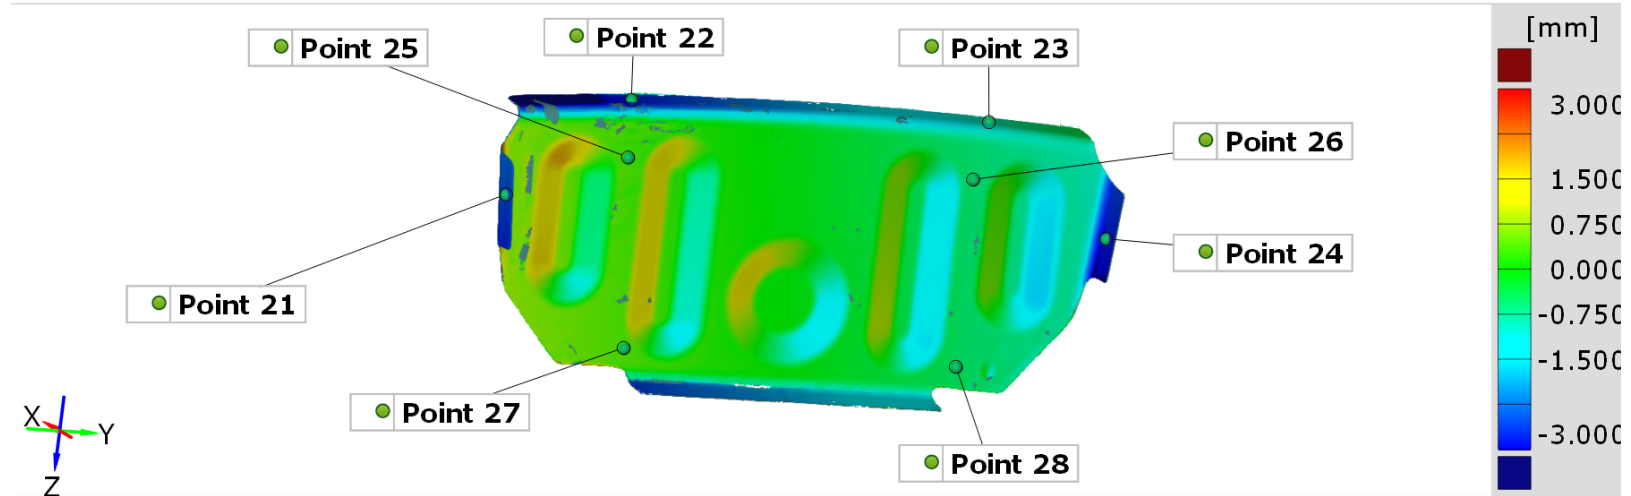 [mm]
Point 25
Point 22
Point 23
3.000
Point 26
1.500
0.750
Point 24
0.000
Point 21
-0.750
-1.500
X
Y
Point 27
-3.000
Point 28
Z